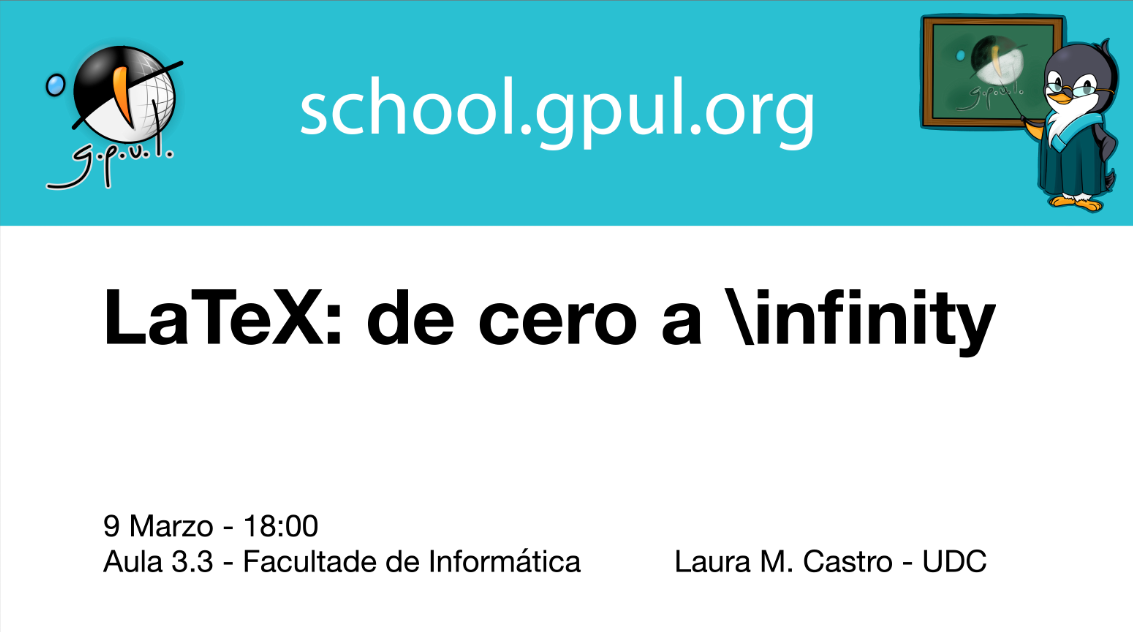 g.p.u.l.
school.gpul.org
g.p.u.l.
LaTeX: de cero a \infinity
9 Marzo - 18:00
Aula 3.3 - Facultade de Informática
Laura M. Castro - UDC